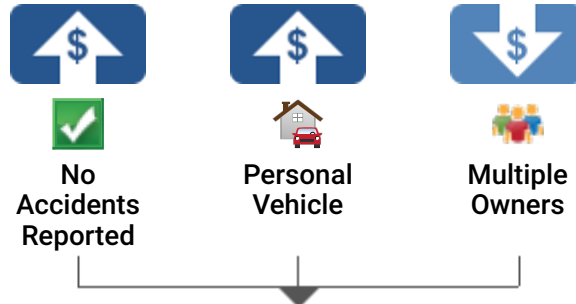 $ $ $
No Accidents Reported
Personal Vehicle
Multiple Owners